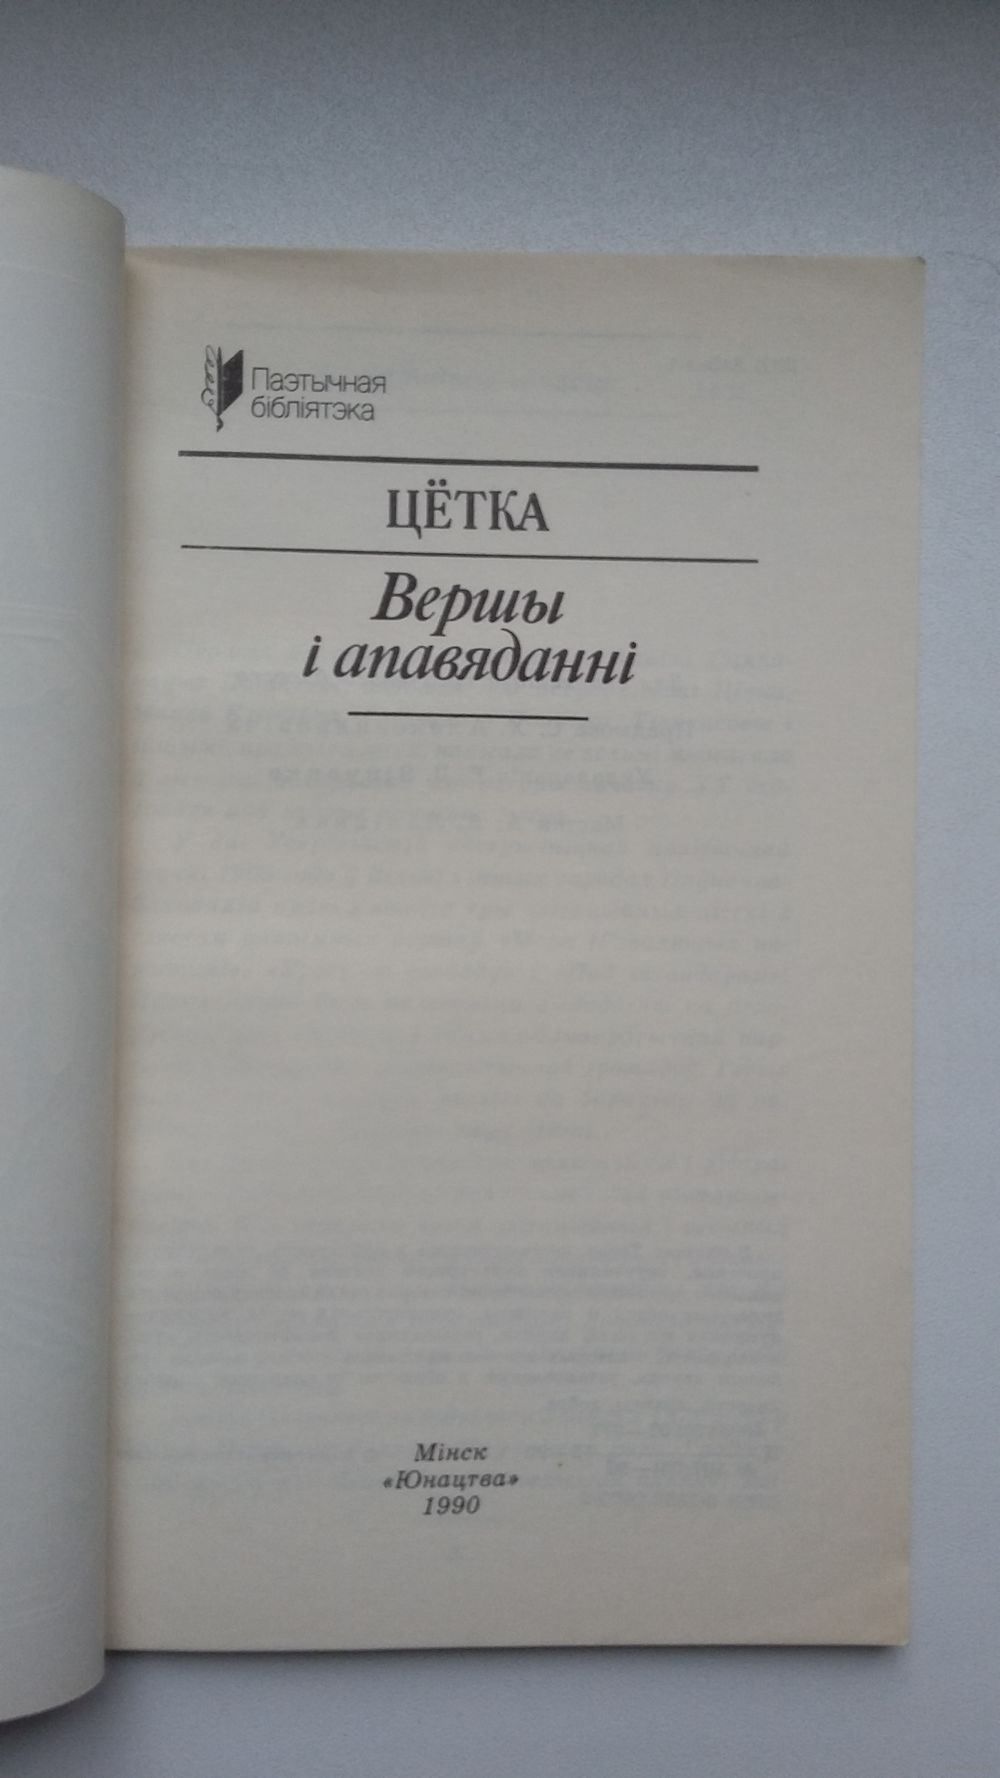 Паэтычная
бібліятэка
ЦЁТКА
Вершы
і апавяданні
Мінск
«Юнацтва»
1990